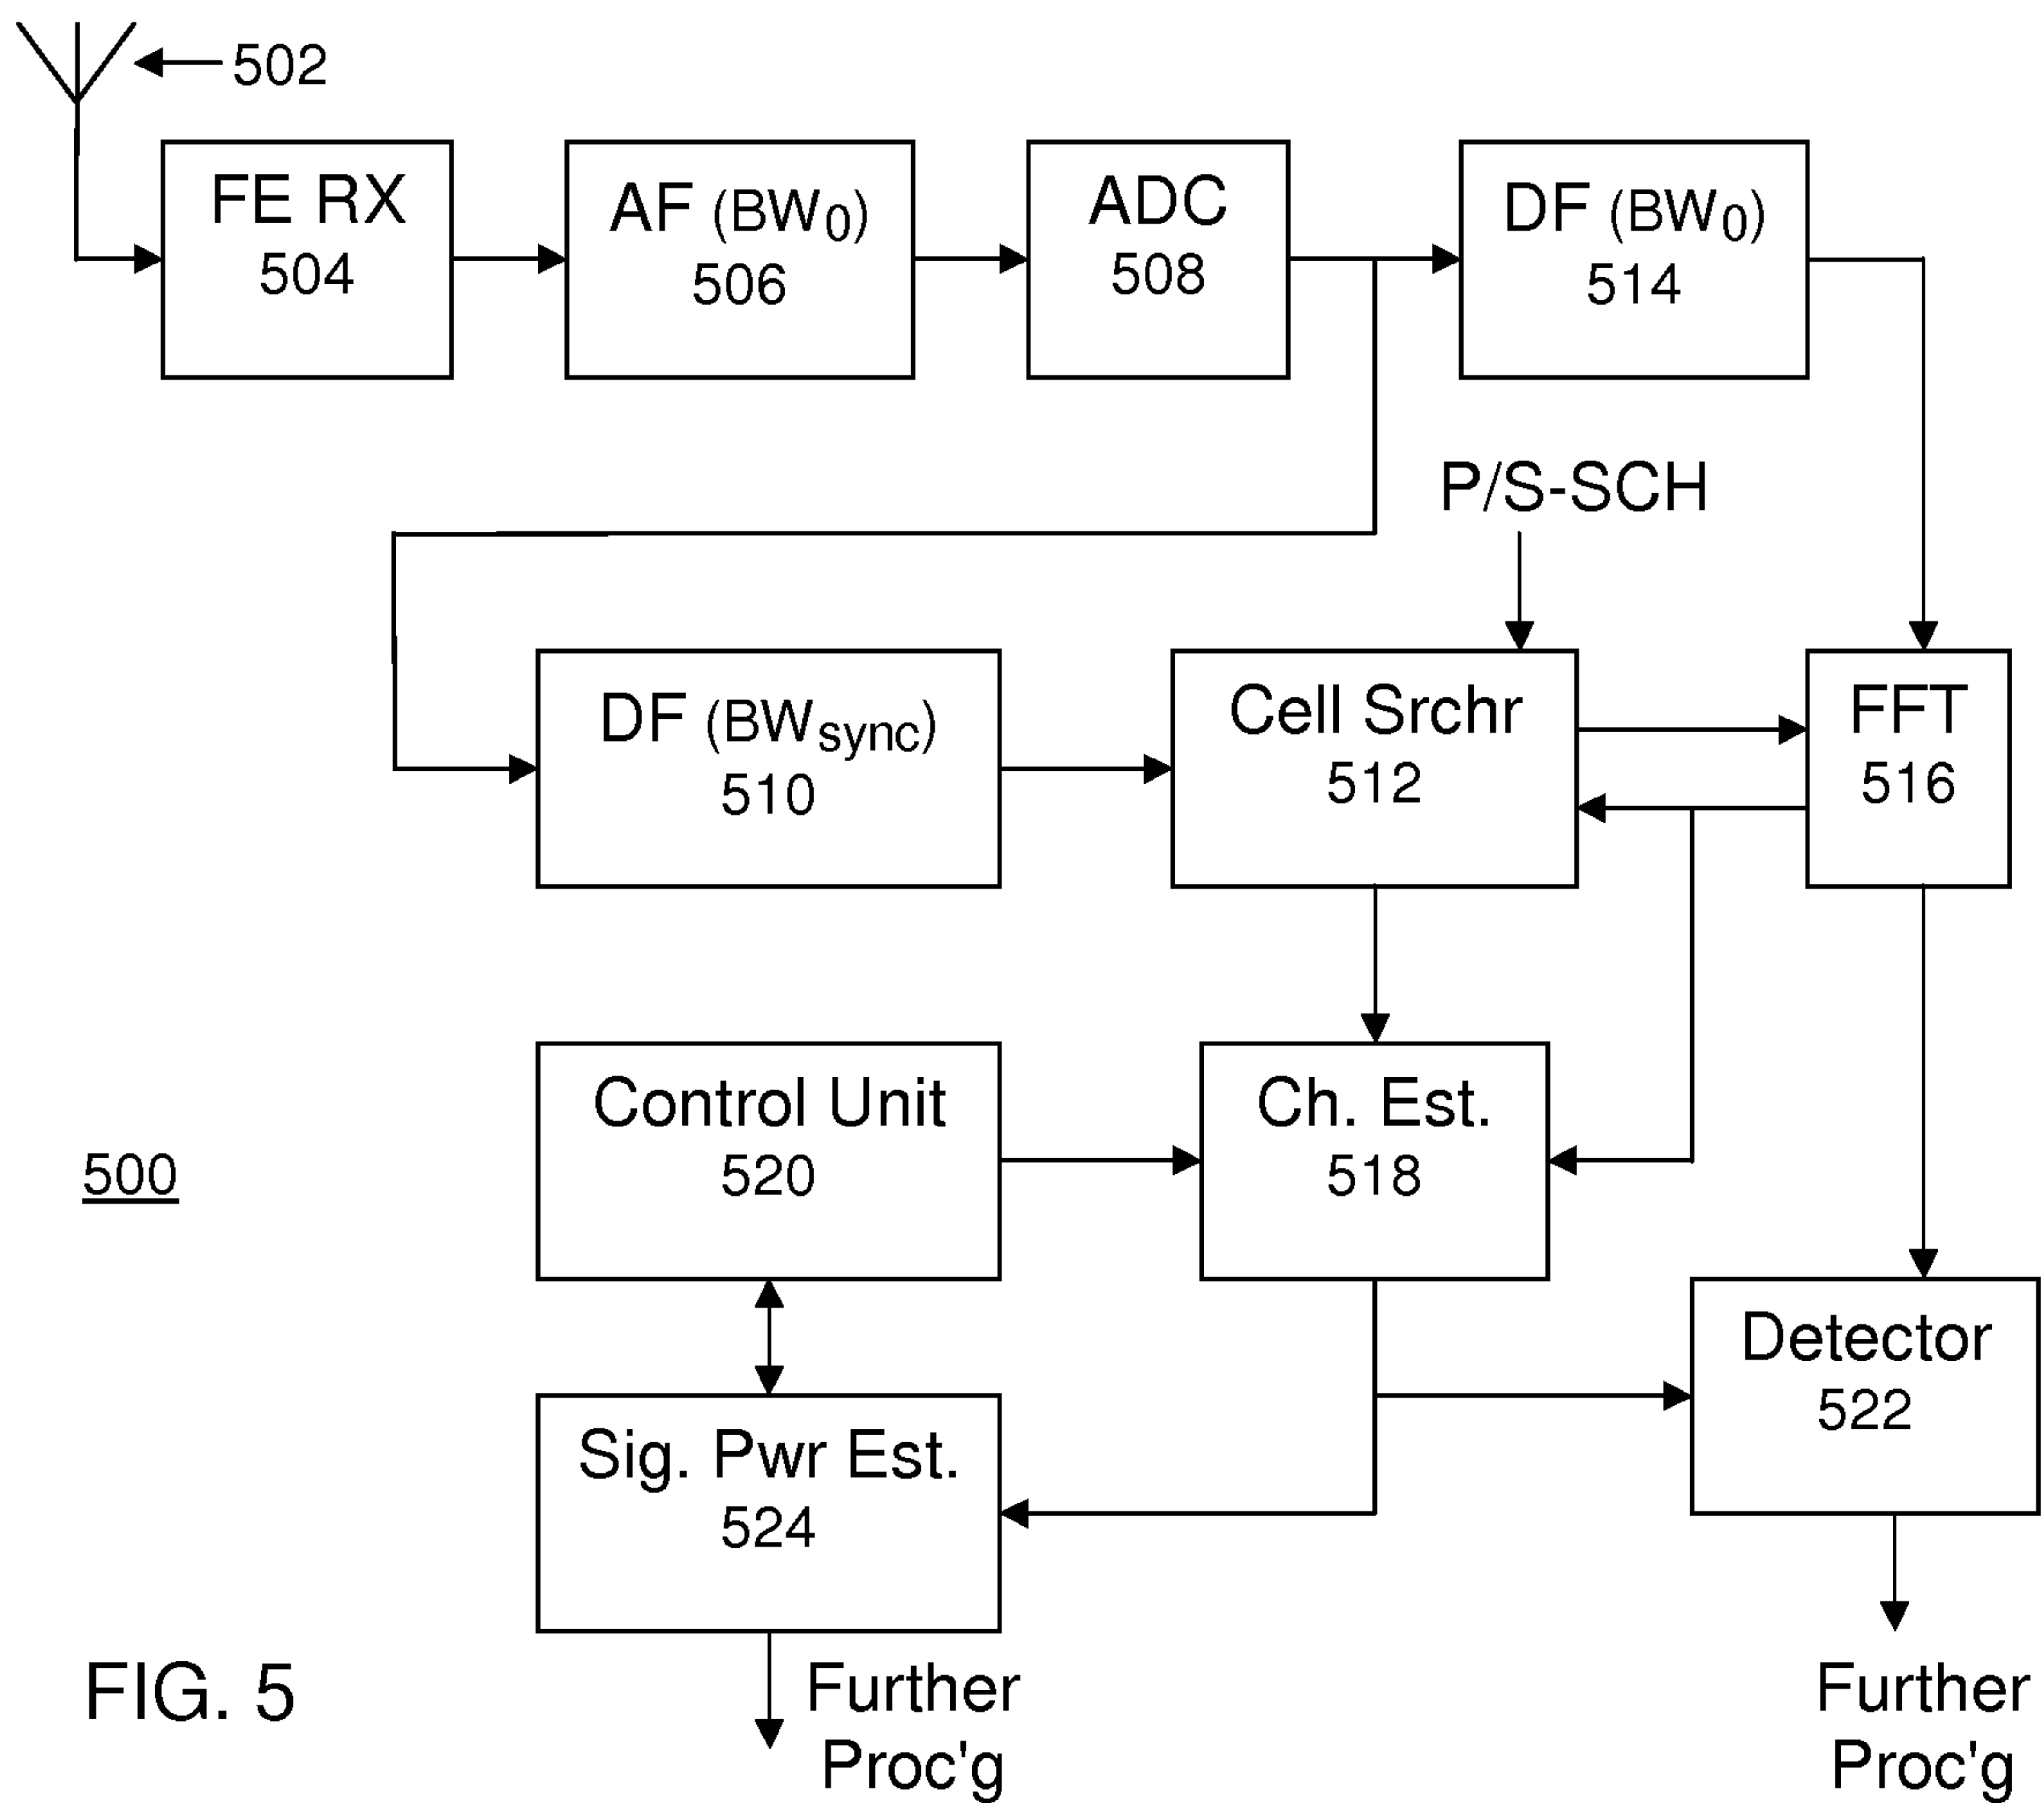 502
FE RX
504
AF (BW0)
506
ADC
508
DF (BW0)
514
P/S-SCH
DF (BWsync)
510
Cell Srchr
512
FFT
516
Control Unit
520
Ch. Est.
518
500
Detector
522
Sig. Pwr Est.
524
FIG. 5
Further
Proc'g
Further
Proc'g